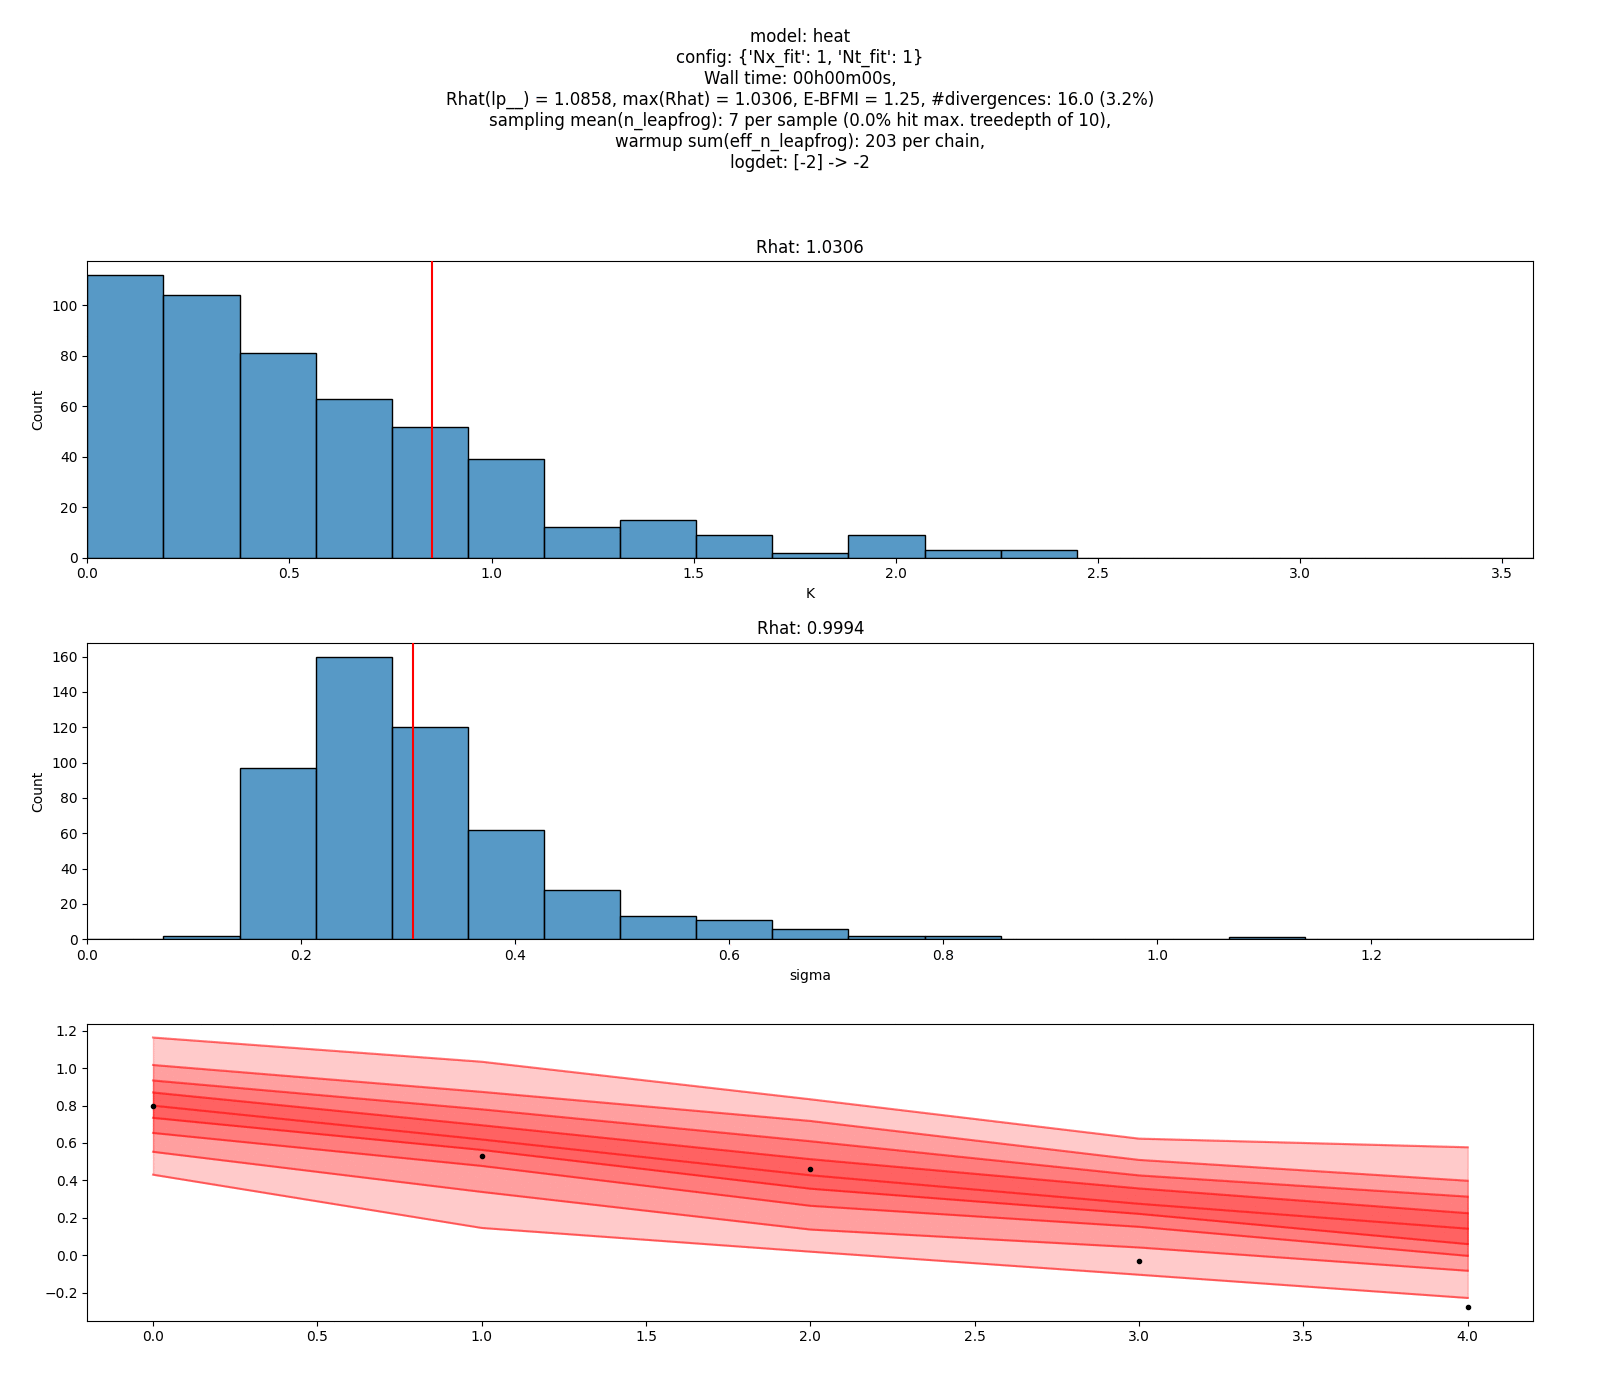 model: heat
config: {'Nx_fit': 1, 'Nt_fit': 1}
Wall time: 00h00m00s,
Rhat(lp__) = 1.0858, max(Rhat) = 1.0306, E-BFMI = 1.25, #divergences: 16.0 (3.2%)
sampling mean(n_leapfrog): 7 per sample (0.0% hit max. treedepth of 10),
warmup sum(eff_n_leapfrog): 203 per chain,
logdet: [-2] -> -2
Rhat: 1.0306
100
80
60
40
20
0
Count
0.0 0.5 1.0 1.5 2.0 2.5 3.0 3.5
K
Rhat: 0.9994
160
140
120
100
80
60
40
20
0
Count
0.0 0.2 0.4 0.6 0.8 1.0 1.2
sigma
1.2
1.0
0.8
0.6
0.4
0.2
0.0
−0.2
0.0 0.5 1.0 1.5 2.0 2.5 3.0 3.5 4.0